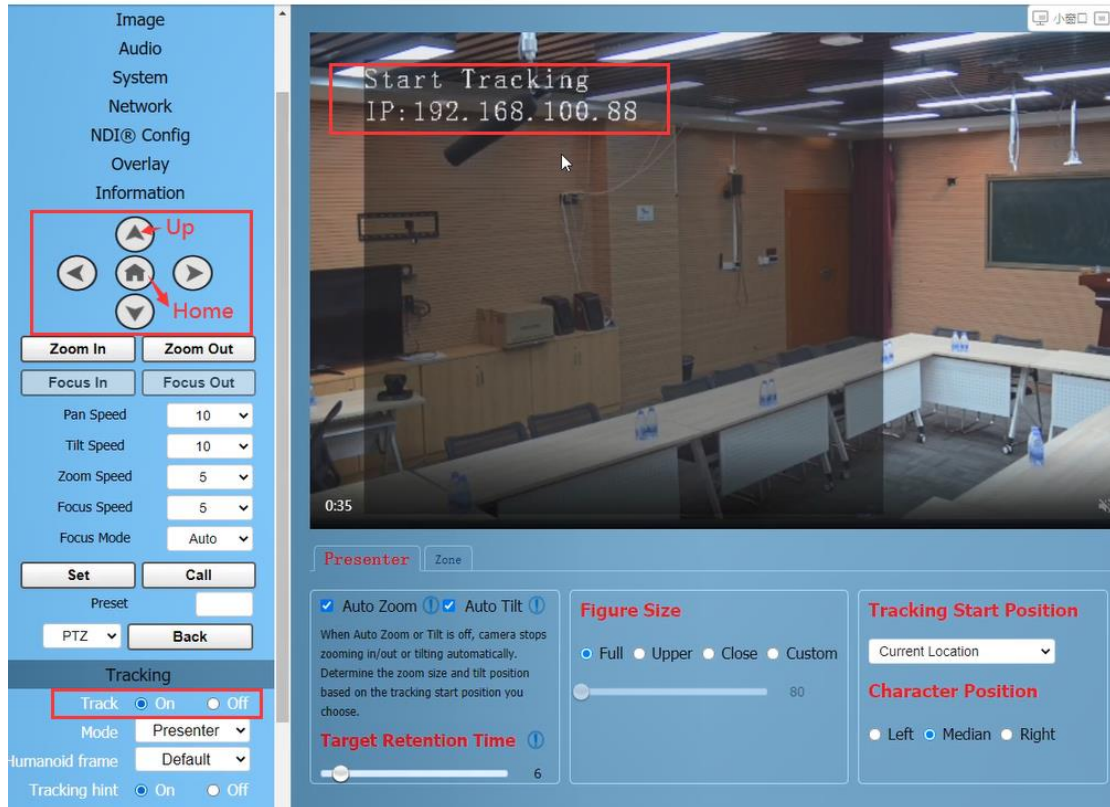 Image
Audio
System
Network
NDI® Config
Overlay
Information
Up
Home
Zoom In Zoom Out
Focus In Focus Out
Pan Speed 10
Tilt Speed 10
Zoom Speed 5
Focus Speed 5
Focus Mode Auto
Set Call
Preset
PTZ Back
Tracking
Track On Off
Mode Presenter
Humanoid frame Default
Tracking hint On Off
小窗口
Start Tracking
IP:192.168.100.88
0:35
Presenter Zone
Auto Zoom Auto Tilt
When Auto Zoom or Tilt is off, camera stops
zooming in/out or tilting automatically.
Determine the zoom size and tilt position
based on the tracking start position you
choose.
Target Retention Time
6
Figure Size
Full Upper Close Custom
80
Tracking Start Position
Current Location
Character Position
Left Median Right